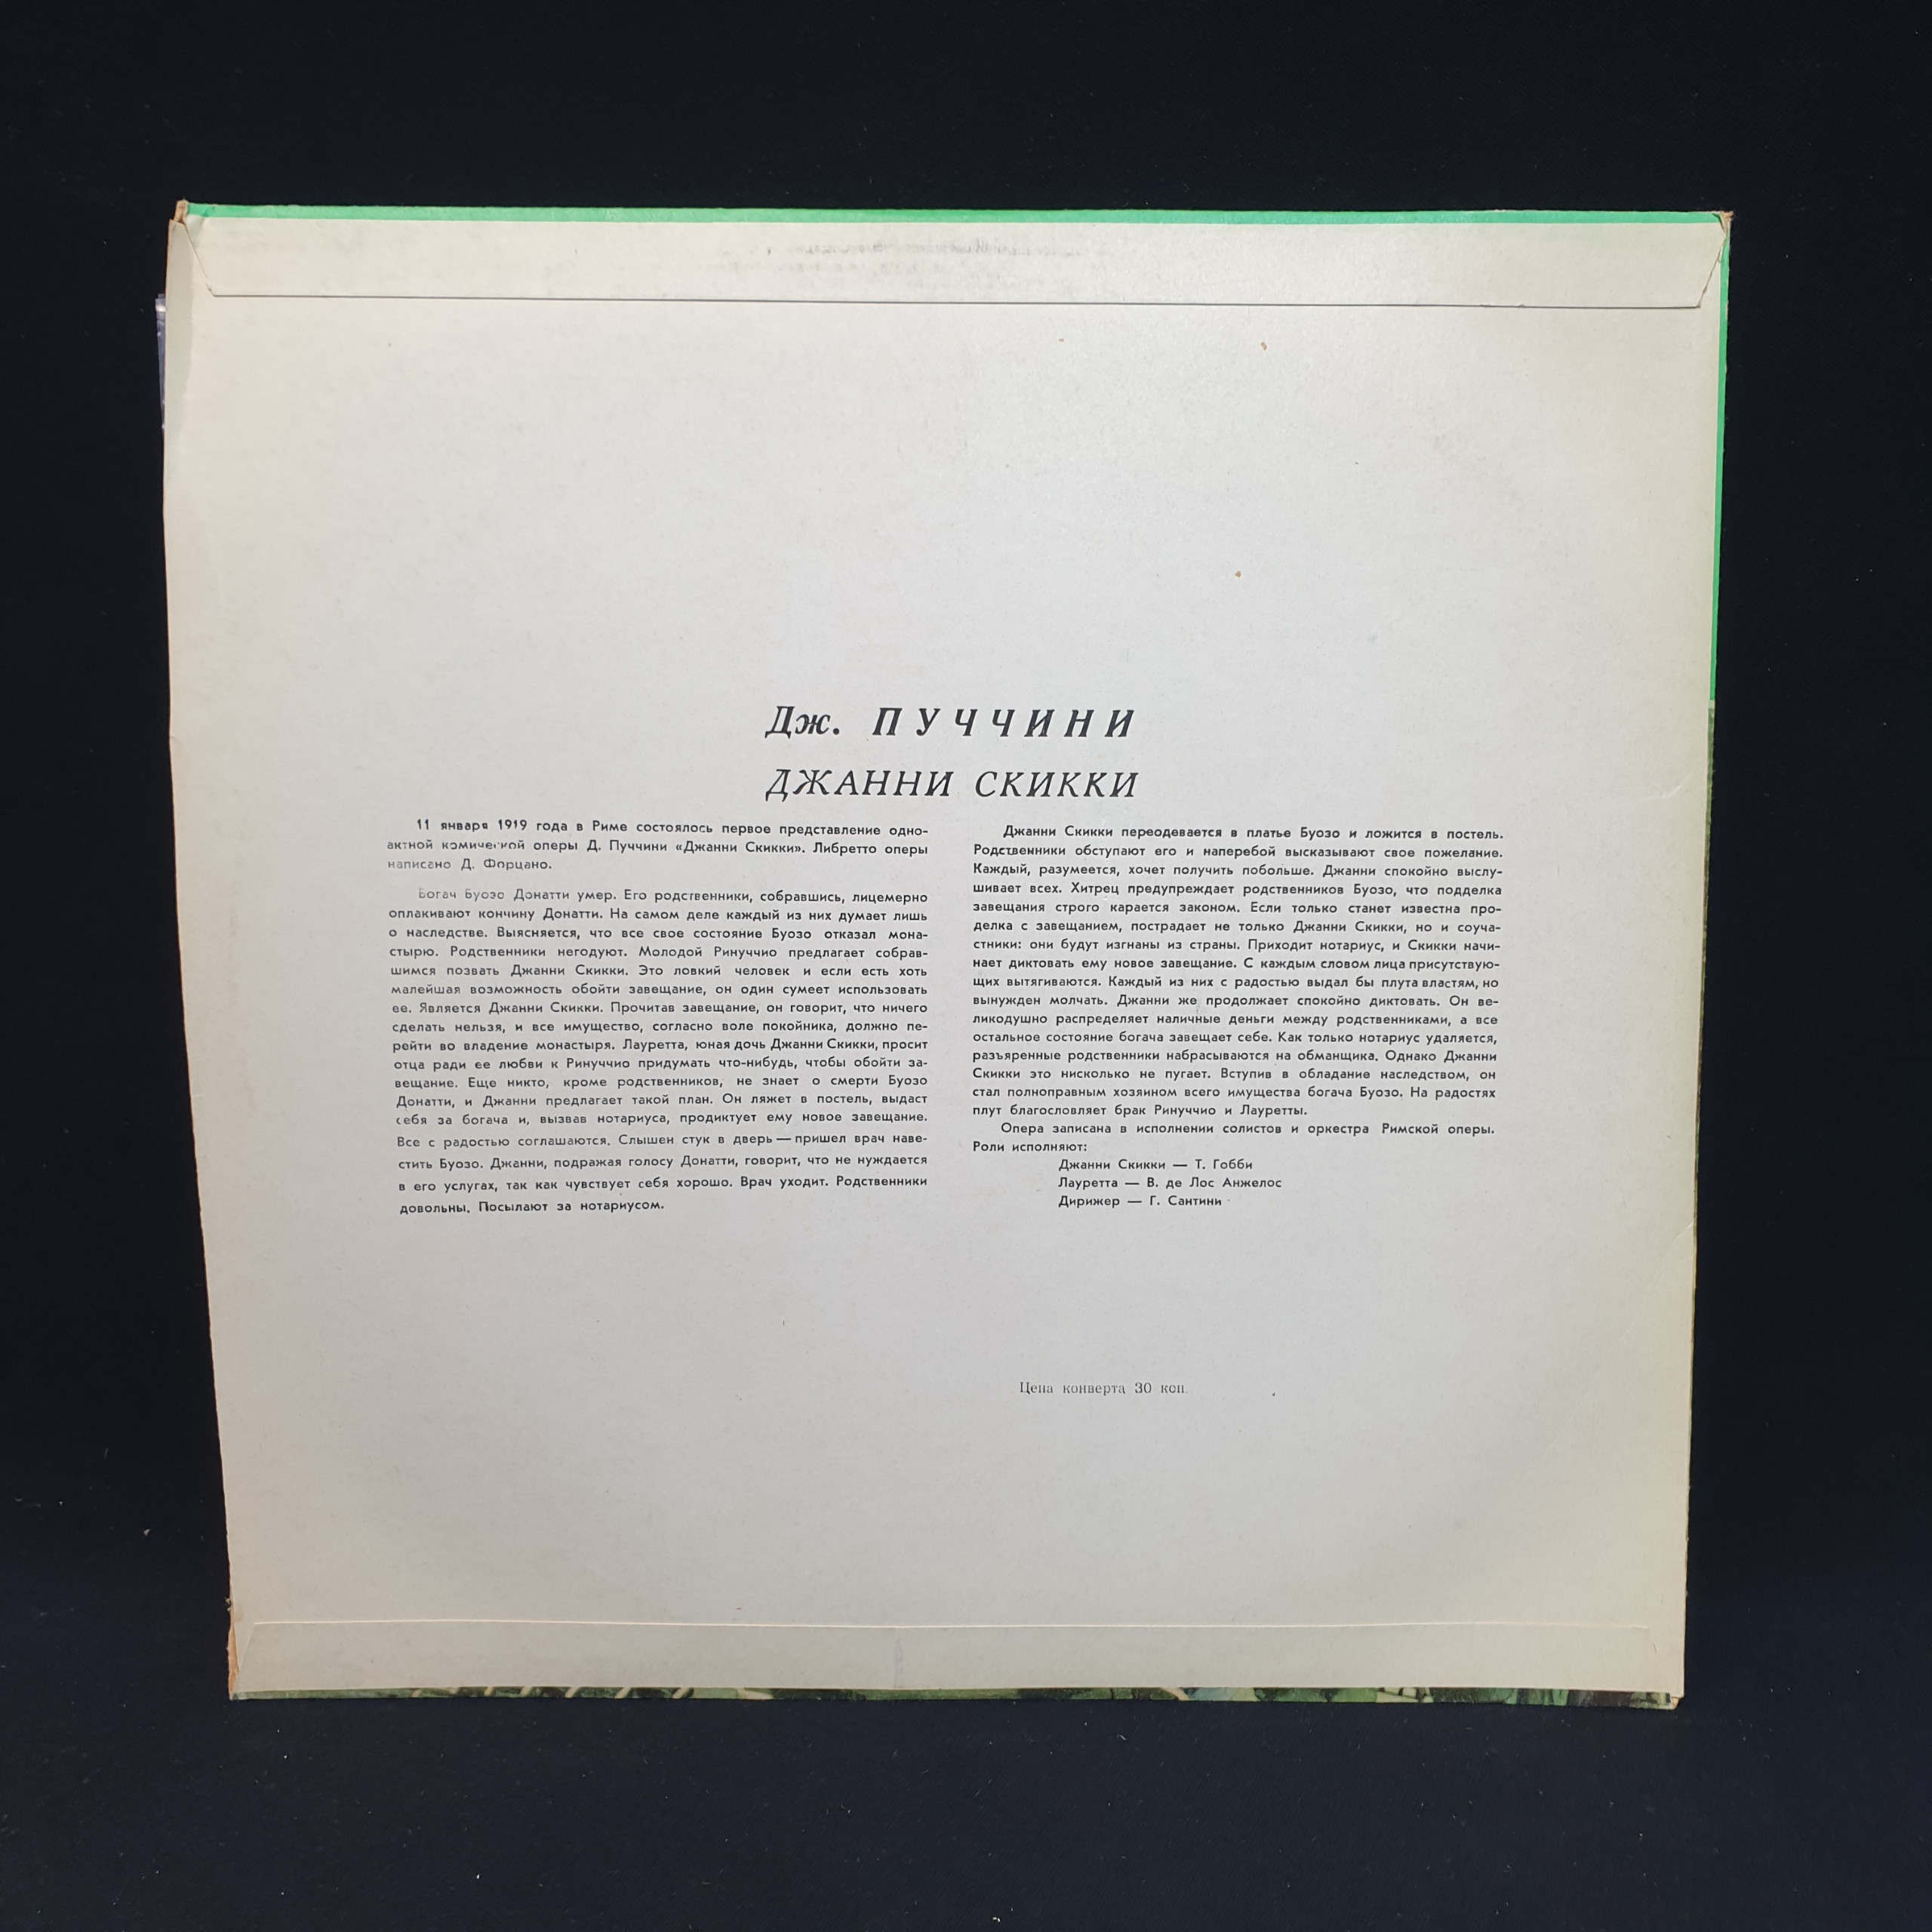 Дж. ПУЧЧИНИ
ДЖАННИ СКИККИ
11 января 1919 года в Риме состоялось первое представление одно-
актной комической оперы Д. Пуччини «Джанни Скикки». Либретто оперы
написано Д. Форцано.
Богач Буозо Донатти умер. Его родственники, собравшись, лицемерно
оплакивают кончину Донатти. На самом деле каждый из них думает лишь
о наследстве. Выясняется, что все свое состояние Буозо отказал мона-
стырю. Родственники негодуют. Молодой Ринуччио предлагает собрав-
шимся позвать Джанни Скикки. Это ловкий человек и если есть хоть
малейшая возможность обойти завещание, он один сумеет использовать
ее. Является Джанни Скикки. Прочитав завещание, он говорит, что ничего
сделать нельзя, и все имущество, согласно воле покойника, должно пе-
рейти во владение монастыря. Лауретта, юная дочь Джанни Скикки, просит
отца ради ее любви к Ринуччио придумать что-нибудь, чтобы обойти за-
вещание. Еще никто, кроме родственников, не знает о смерти Буозо
Донатти, и Джанни предлагает такой план. Он ляжет в постель, выдаст
себя за богача и, вызвав нотариуса, продиктует ему новое завещание.
Все с радостью соглашаются. Слышен стук в дверь — пришел врач наве-
стить Буозо. Джанни, подражая голосу Донатти, говорит, что не нуждается
в его услугах, так как чувствует себя хорошо. Врач уходит. Родственники
довольны. Посылают за нотариусом.
Джанни Скикки переодевается в платье Буозо и ложится в постель.
Родственники обступают его и наперебой высказывают свое пожелание.
Каждый, разумеется, хочет получить побольше. Джанни спокойно выслу-
шивает всех. Хитрец предупреждает родственников Буозо, что подделка
завещания строго карается законом. Если только станет известна про-
делка с завещанием, пострадает не только Джанни Скикки, но и соуча-
стники: они будут изгнаны из страны. Приходит нотариус, и Скикки начи-
нает диктовать ему новое завещание. С каждым словом лица присутствую-
щих вытягиваются. Каждый из них с радостью выдал бы плута властям, но
вынужден молчать. Джанни же продолжает спокойно диктовать. Он ве-
ликодушно распределяет наличные деньги между родственниками, а все
остальное состояние богача завещает себе. Как только нотариус удаляется,
разъяренные родственники набрасываются на обманщика. Однако Джанни
Скикки это нисколько не пугает. Вступив в обладание наследством, он
стал полноправным хозяином всего имущества богача Буозо. На радостях
плут благословляет брак Ринуччио и Лауретты.
Опера записана в исполнении солистов и оркестра Римской оперы.
Роли исполняют:
Джанни Скикки — Т. Гобби
Лауретта — В. де Лос Анжелос
Дирижер — Г. Сантини
Цена конверта 30 коп.